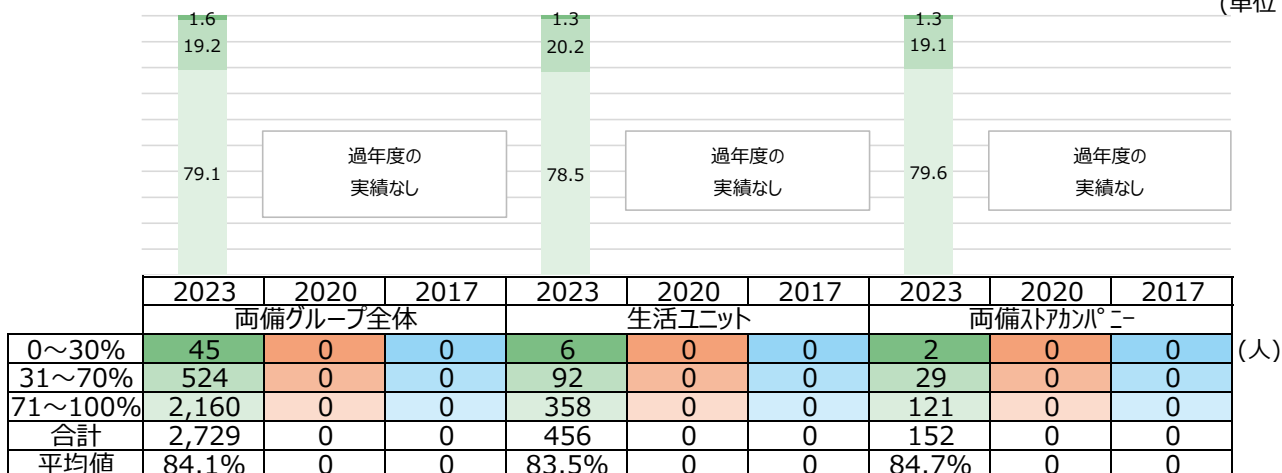 (単位
1.6 1.3 1.3
19.2 20.2 19.1
過年度の 過年度の 過年度の
79.1 78.5 79.6
実績なし 実績なし 実績なし
2023 2020 2017 2023 2020 2017 2023 2020 2017
両備グループ全体 生活ユニット 両備ストアカンパニー
0～30% 45 0 0 6 0 0 2 0 0 (人)
31～70% 524 0 0 92 0 0 29 0 0
71～100% 2,160 0 0 358 0 0 121 0 0
合計 2,729 0 0 456 0 0 152 0 0
平均値 84.1% 0 0 83.5% 0 0 84.7% 0 0